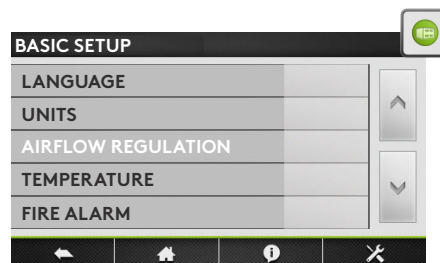 BASIC SETUP
LANGUAGE
UNITS
AIRFLOW REGULATION
TEMPERATURE
FIRE ALARM